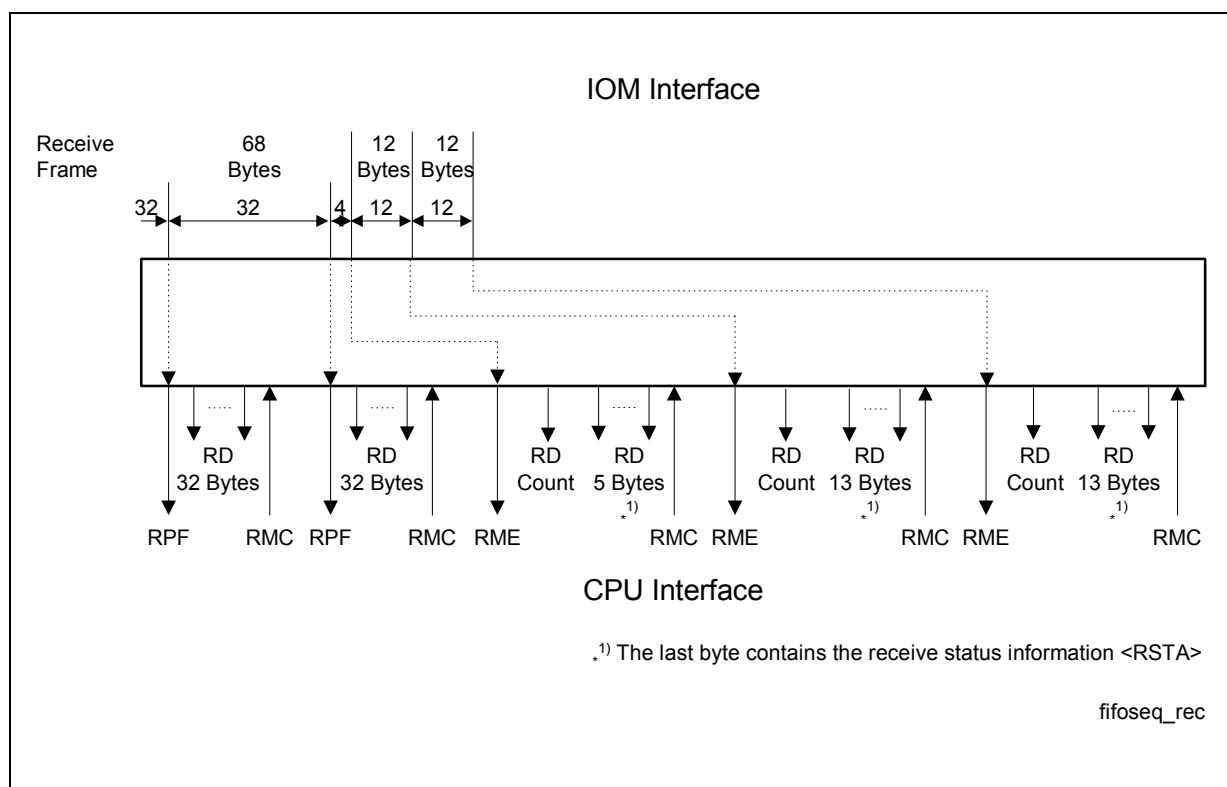 IOM Interface
Receive
Frame
68
Bytes
12
Bytes
12
Bytes
32
32
4
12
12
.....
.....
.....
.....
.....
RD
32 Bytes
RD
32 Bytes
RD
Count
RD
5 Bytes
*1)
RD
Count
RD
13 Bytes
*1)
RD
Count
RD
13 Bytes
*1)
RPF RMC RPF RMC RME RMC RME RMC RME RMC
CPU Interface
*1) The last byte contains the receive status information <RSTA>
fifoseq_rec